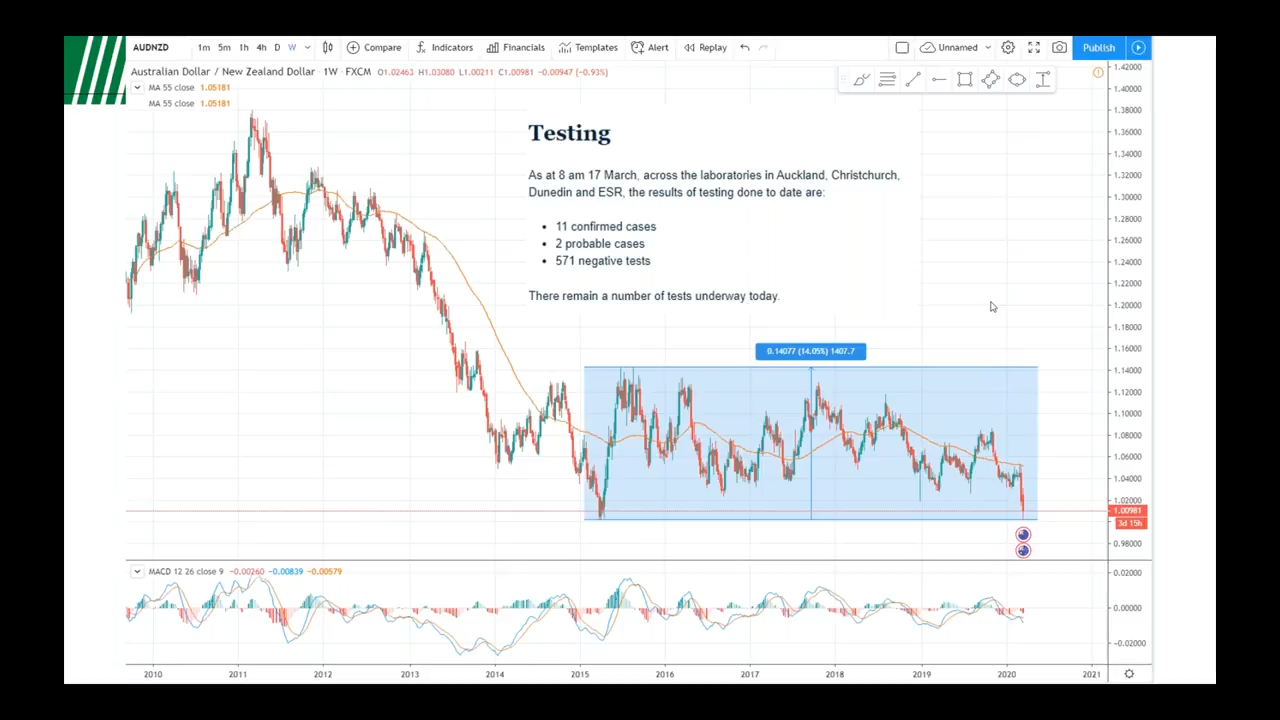 AUDNZD 1m 5m 1h 4h D W Compare Indicators Financials Templates Alert Replay Unnamed Publish
Australian Dollar / New Zealand Dollar 1W FXCM O1.02463 H1.03080 L1.00211 C1.00981 −0.00947 (−0.93%)
MA 55 close 1.05181
MA 55 close 1.05181
Testing
As at 8 am 17 March, across the laboratories in Auckland, Christchurch,
Dunedin and ESR, the results of testing done to date are:
• 11 confirmed cases
• 2 probable cases
• 571 negative tests
There remain a number of tests underway today.
0.14077 (14.05%) 1407.7
1.42000
1.40000
1.38000
1.36000
1.34000
1.32000
1.30000
1.28000
1.26000
1.24000
1.22000
1.20000
1.18000
1.16000
1.14000
1.12000
1.10000
1.08000
1.06000
1.04000
1.02000
1.00981
3d 15h
0.98000
MACD 12 26 close 9 −0.00260 −0.00839 −0.00579
0.02000
0.00000
−0.02000
2010 2011 2012 2013 2014 2015 2016 2017 2018 2019 2020 2021